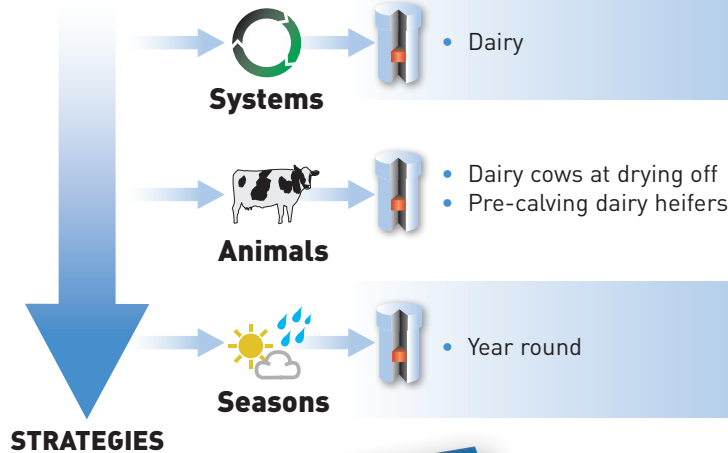 Systems
• Dairy
Animals
• Dairy cows at drying off
• Pre-calving dairy heifers
Seasons
• Year round
STRATEGIES